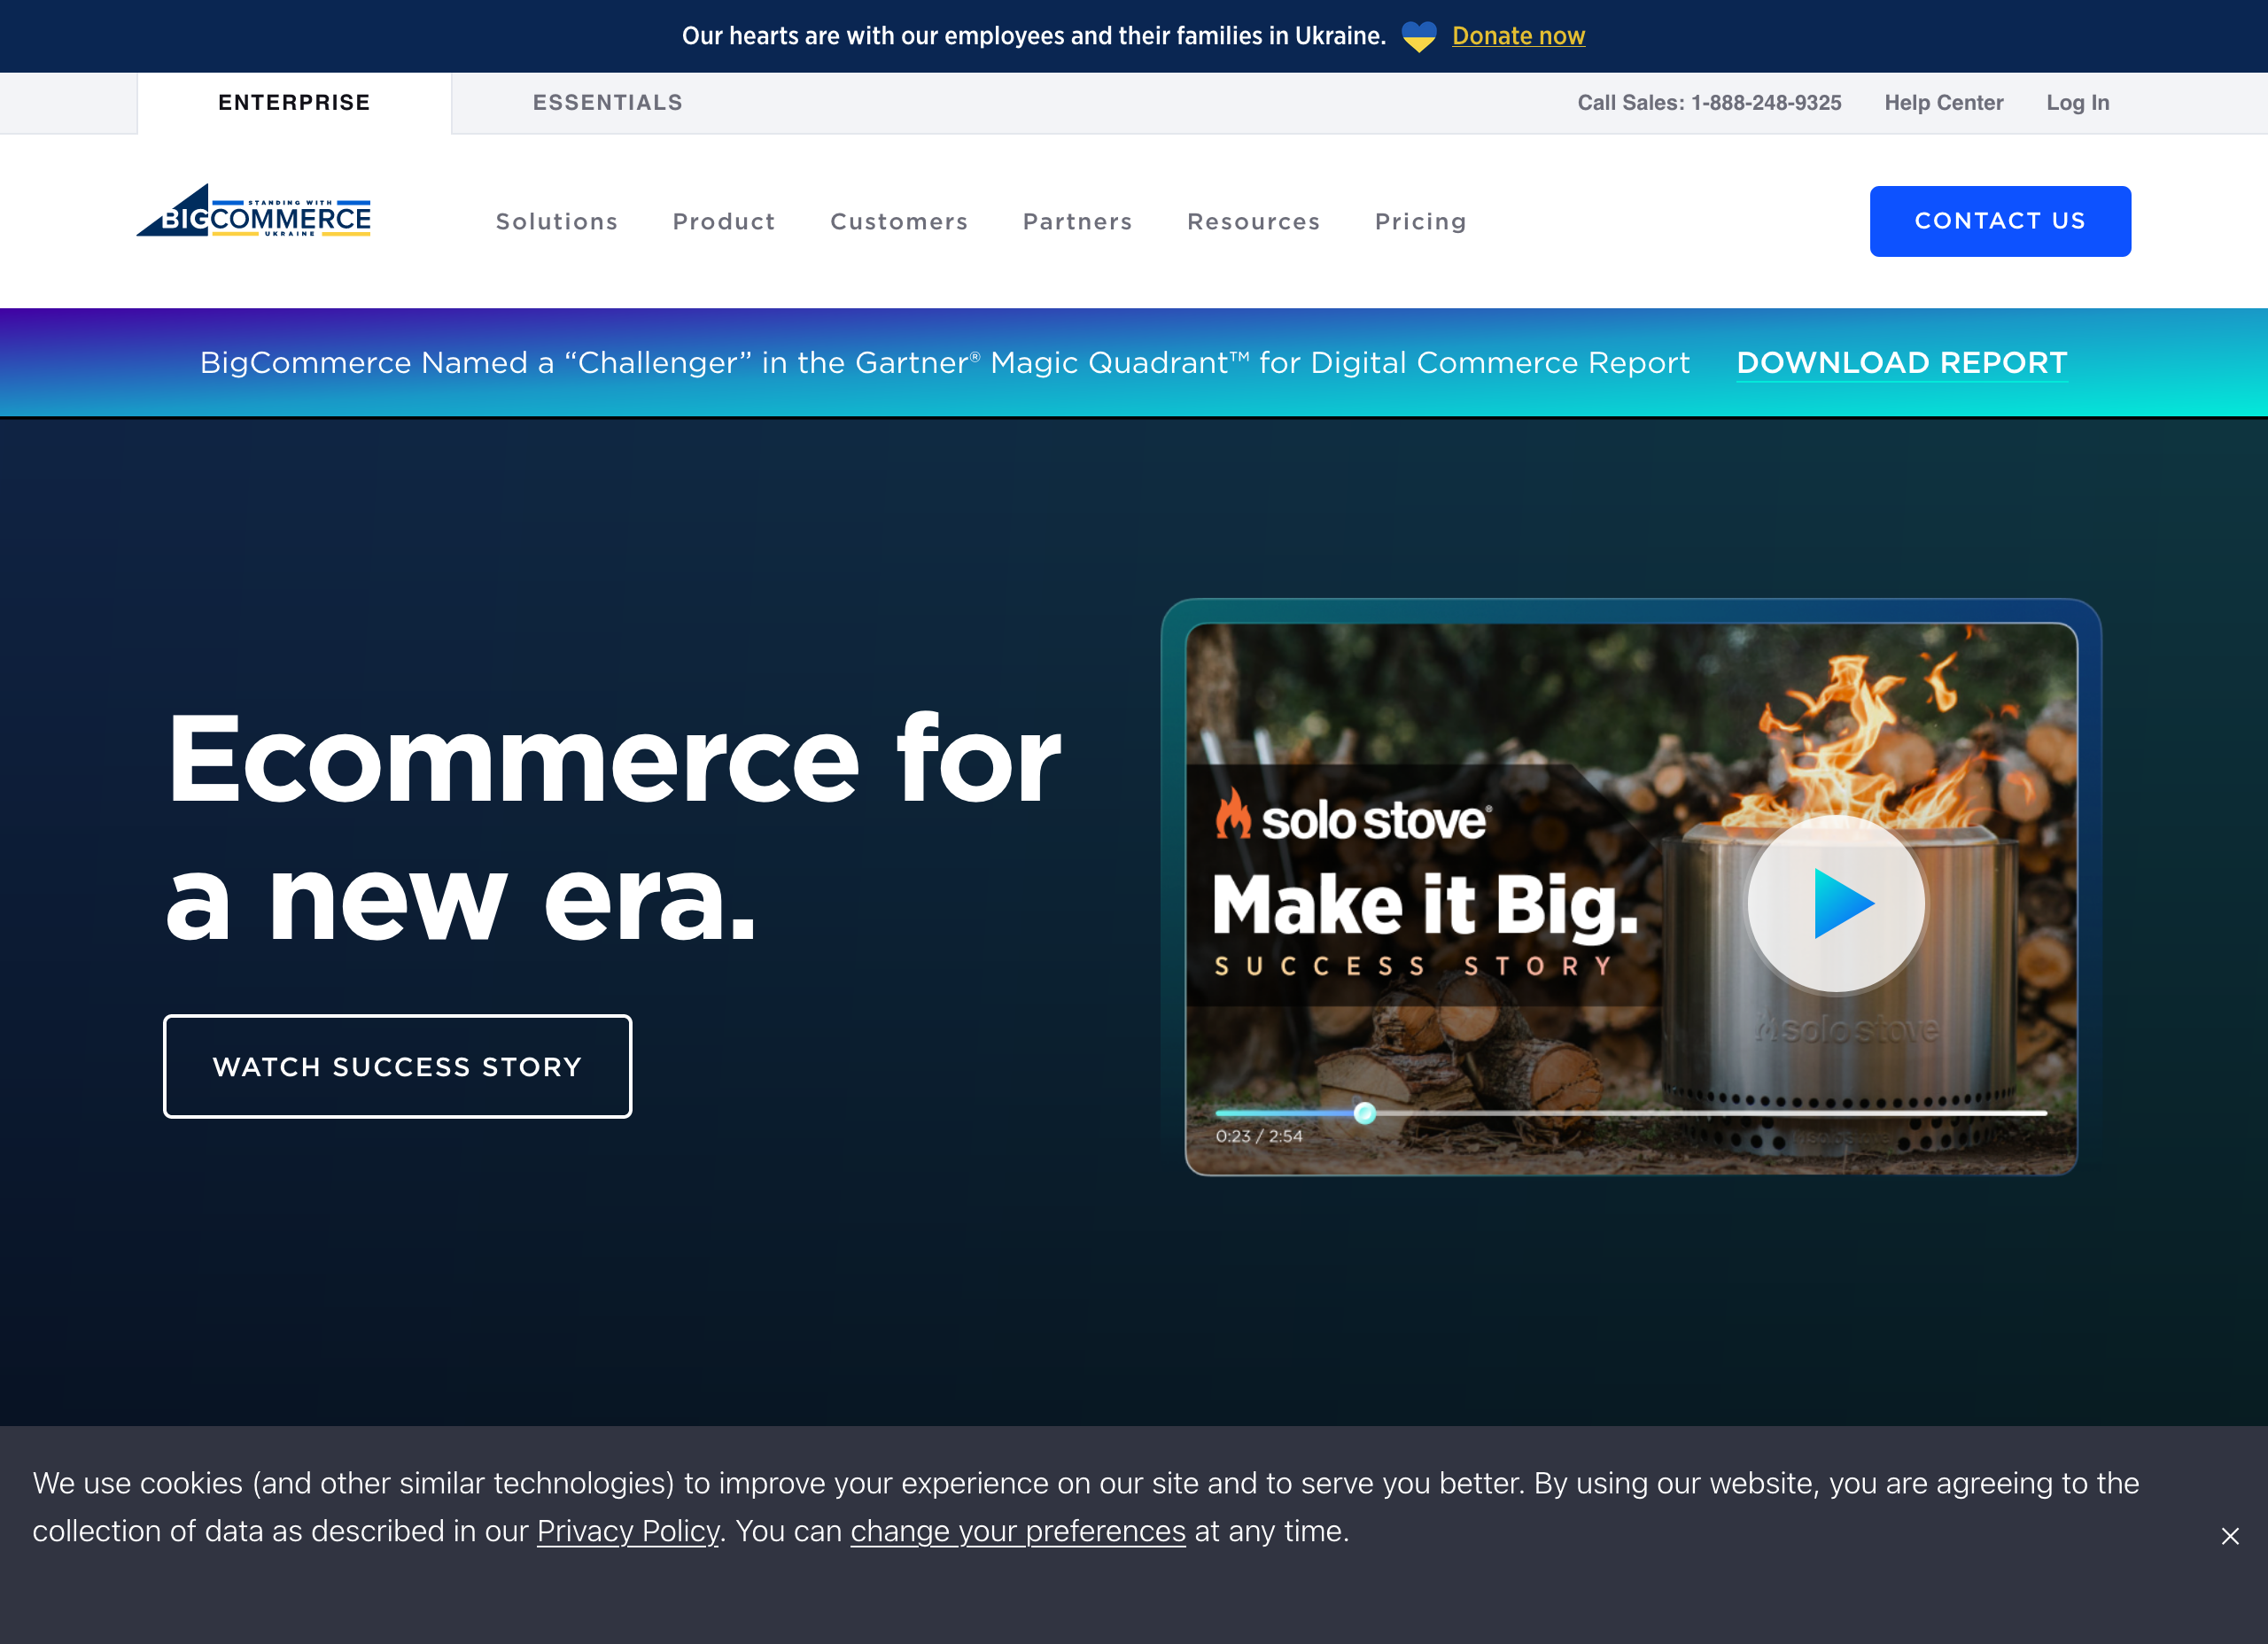 Our hearts are with our employees and their families in Ukraine. Donate now
ENTERPRISE
ESSENTIALS
Call Sales: 1-888-248-9325
Help Center
Log In
STANDING WITH
BIGCOMMERCE
UKRAINE
Solutions
Product
Customers
Partners
Resources
Pricing
CONTACT US
BigCommerce Named a “Challenger” in the Gartner® Magic Quadrant™ for Digital Commerce Report DOWNLOAD REPORT
Ecommerce for
a new era.
WATCH SUCCESS STORY
solo stove®
Make it Big.
SUCCESS STORY
solo stove
0:23 / 2:54
We use cookies (and other similar technologies) to improve your experience on our site and to serve you better. By using our website, you are agreeing to the
collection of data as described in our Privacy Policy. You can change your preferences at any time.